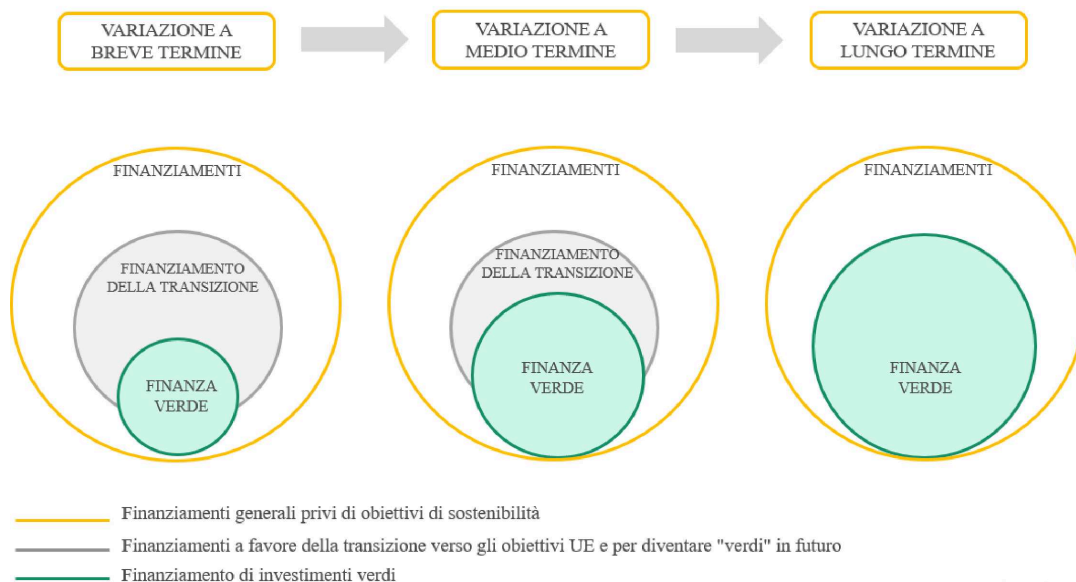 VARIAZIONE A
BREVE TERMINE
VARIAZIONE A
MEDIO TERMINE
VARIAZIONE A
LUNGO TERMINE
FINANZIAMENTI
FINANZIAMENTO
DELLA TRANSIZIONE
FINANZA
VERDE
FINANZIAMENTI
FINANZIAMENTO
DELLA TRANSIZIONE
FINANZA
VERDE
FINANZIAMENTI
FINANZA
VERDE
Finanziamenti generali privi di obiettivi di sostenibilità
Finanziamenti a favore della transizione verso gli obiettivi UE e per diventare "verdi" in futuro
Finanziamento di investimenti verdi